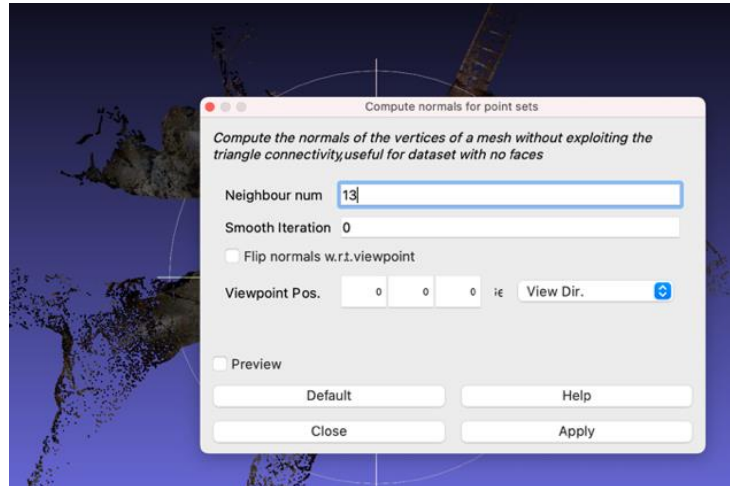 Compute normals for point sets
Compute the normals of the vertices of a mesh without exploiting the
triangle connectivity,useful for dataset with no faces
Neighbour num 13
Smooth Iteration 0
Flip normals w.r.t.viewpoint
Viewpoint Pos. 0 0 0 View Dir.
Preview
Default Help
Close Apply